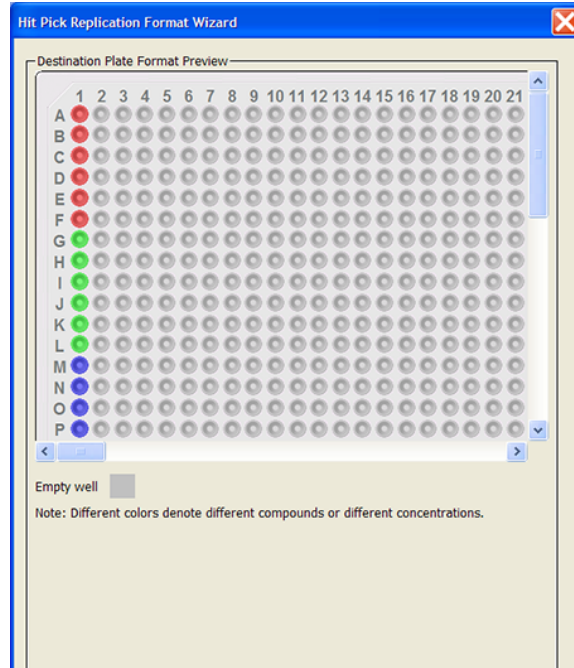 Hit Pick Replication Format Wizard
Destination Plate Format Preview
1 2 3 4 5 6 7 8 9 10 11 12 13 14 15 16 17 18 19 20 21
A
B
C
D
E
F
G
H
I
J
K
L
M
N
O
P
Empty well
Note: Different colors denote different compounds or different concentrations.